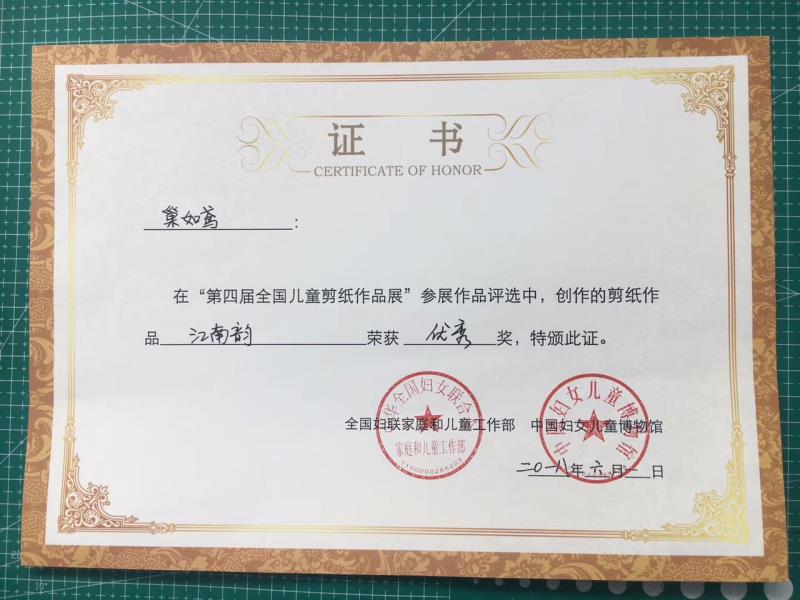 证 书
CERTIFICATE OF HONOR
巢如鸢：
在“第四届全国儿童剪纸作品展”参展作品评选中，创作的剪纸作
品 江南韵 荣获 优秀 奖，特颁此证。
全国妇联家庭和儿童工作部 中国妇女儿童博物馆
二〇一八年六月一日
中华全国妇女联合会
家庭和儿童工作部
1100000265203
中国妇女儿童博物馆